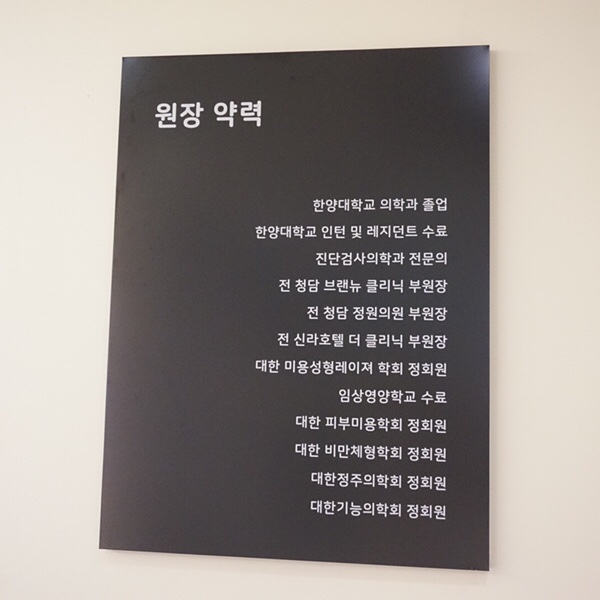 원장 약력
한양대학교 의학과 졸업
한양대학교 인턴 및 레지던트 수료
진단검사의학과 전문의
전 청담 브랜뉴 클리닉 부원장
전 청담 정원의원 부원장
전 신라호텔 더 클리닉 부원장
대한 미용성형레이져 학회 정회원
임상영양학교 수료
대한 피부미용학회 정회원
대한 비만체형학회 정회원
대한정주의학회 정회원
대한기능의학회 정회원